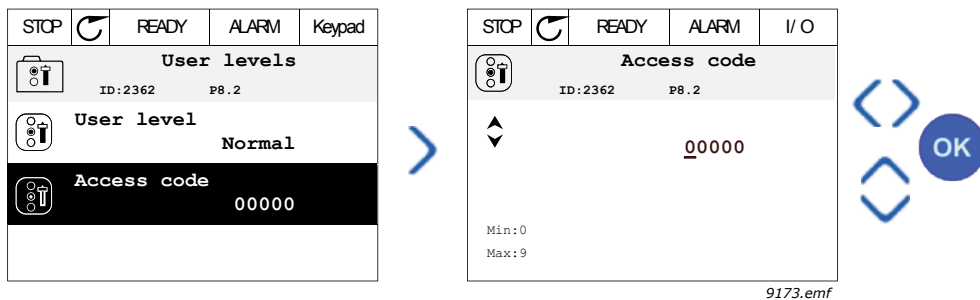 STOP READY ALARM Keypad
User levels
ID:2362 P8.2
User level
Normal
Access code
00000
STOP READY ALARM I/O
Access code
ID:2362 P8.2
00000
Min:0
Max:9
OK
9173.emf